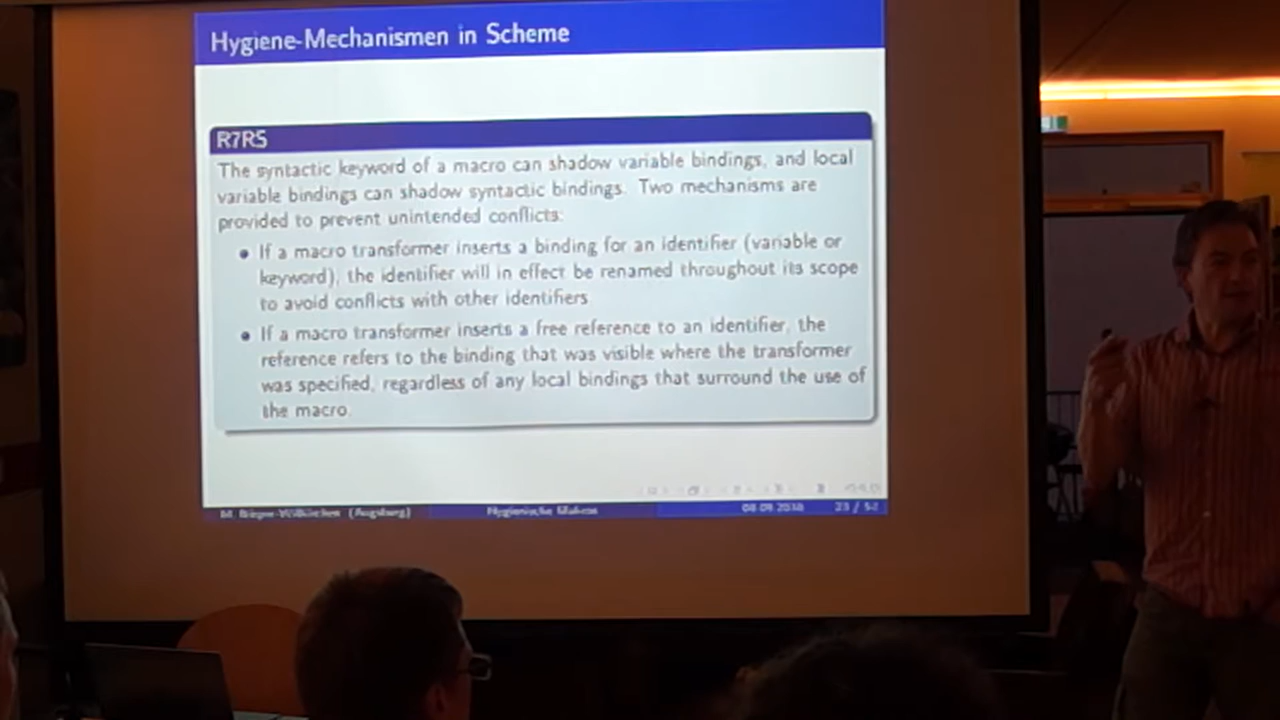 Hygiene-Mechanismen in Scheme
R7RS
The syntactic keyword of a macro can shadow variable bindings, and local
variable bindings can shadow syntactic bindings. Two mechanisms are
provided to prevent unintended conflicts:
If a macro transformer inserts a binding for an identifier (variable or
keyword), the identifier will in effect be renamed throughout its scope
to avoid conflicts with other identifiers
If a macro transformer inserts a free reference to an identifier, the
reference refers to the binding that was visible where the transformer
was specified, regardless of any local bindings that surround the use of
the macro.
(Augsburg)
Hygienische Makros
23 /